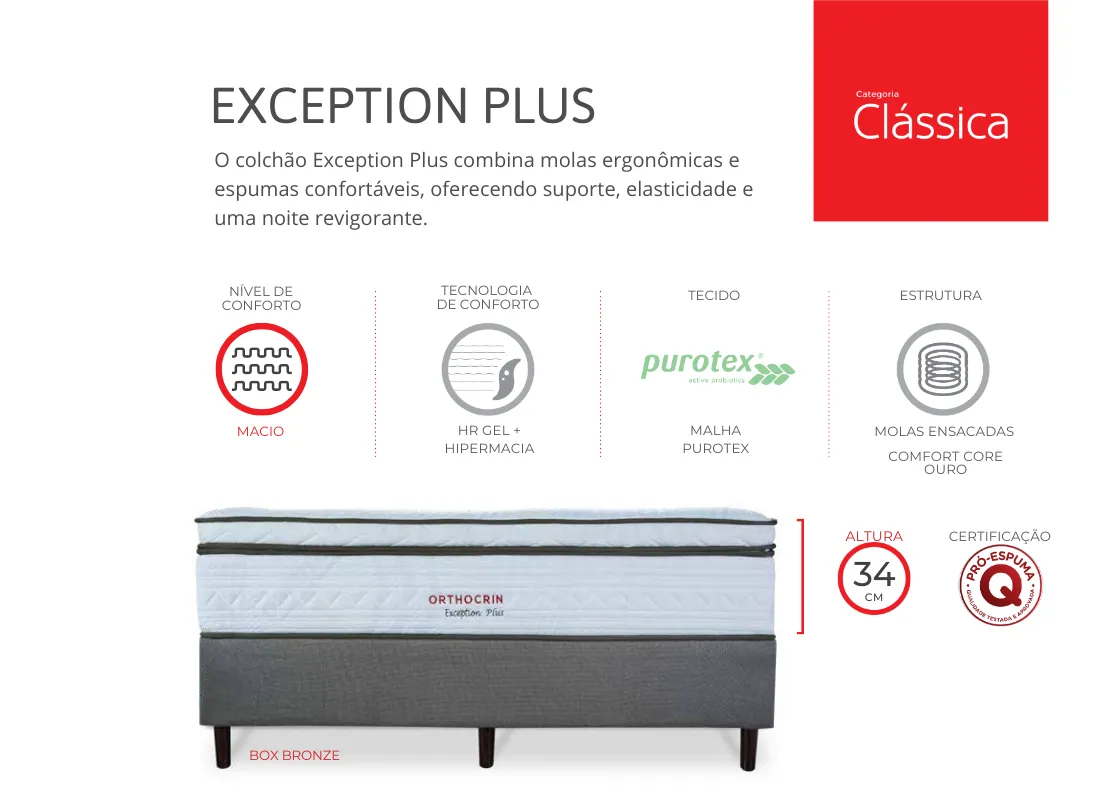 Categoria
Clássica
EXCEPTION PLUS
O colchão Exception Plus combina molas ergonômicas e
espumas confortáveis, oferecendo suporte, elasticidade e
uma noite revigorante.
NÍVEL DE
CONFORTO
MACIO
TECNOLOGIA
DE CONFORTO
HR GEL +
HIPERMACIA
TECIDO
purotex®
active probiotics
MALHA
PUROTEX
ESTRUTURA
MOLAS ENSACADAS
COMFORT CORE
OURO
ORTHOCRIN
Exception Plus
BOX BRONZE
ALTURA
34
CM
CERTIFICAÇÃO
PRÓ-ESPUMA
Q
QUALIDADE TESTADA E APROVADA